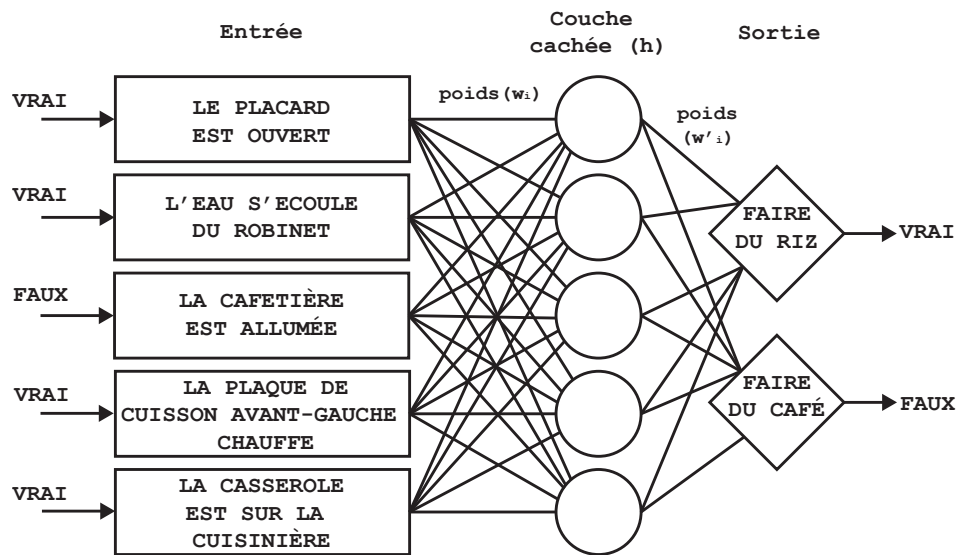 Entrée
Couche
cachée (h)
Sortie
VRAI
LE PLACARD
EST OUVERT
poids(wᵢ)
poids
(w'ᵢ)
VRAI
L'EAU S'ECOULE
DU ROBINET
FAUX
LA CAFETIÈRE
EST ALLUMÉE
VRAI
LA PLAQUE DE
CUISSON AVANT-GAUCHE
CHAUFFE
VRAI
LA CASSEROLE
EST SUR LA
CUISINIÈRE
FAIRE
DU RIZ
VRAI
FAIRE
DU CAFÉ
FAUX